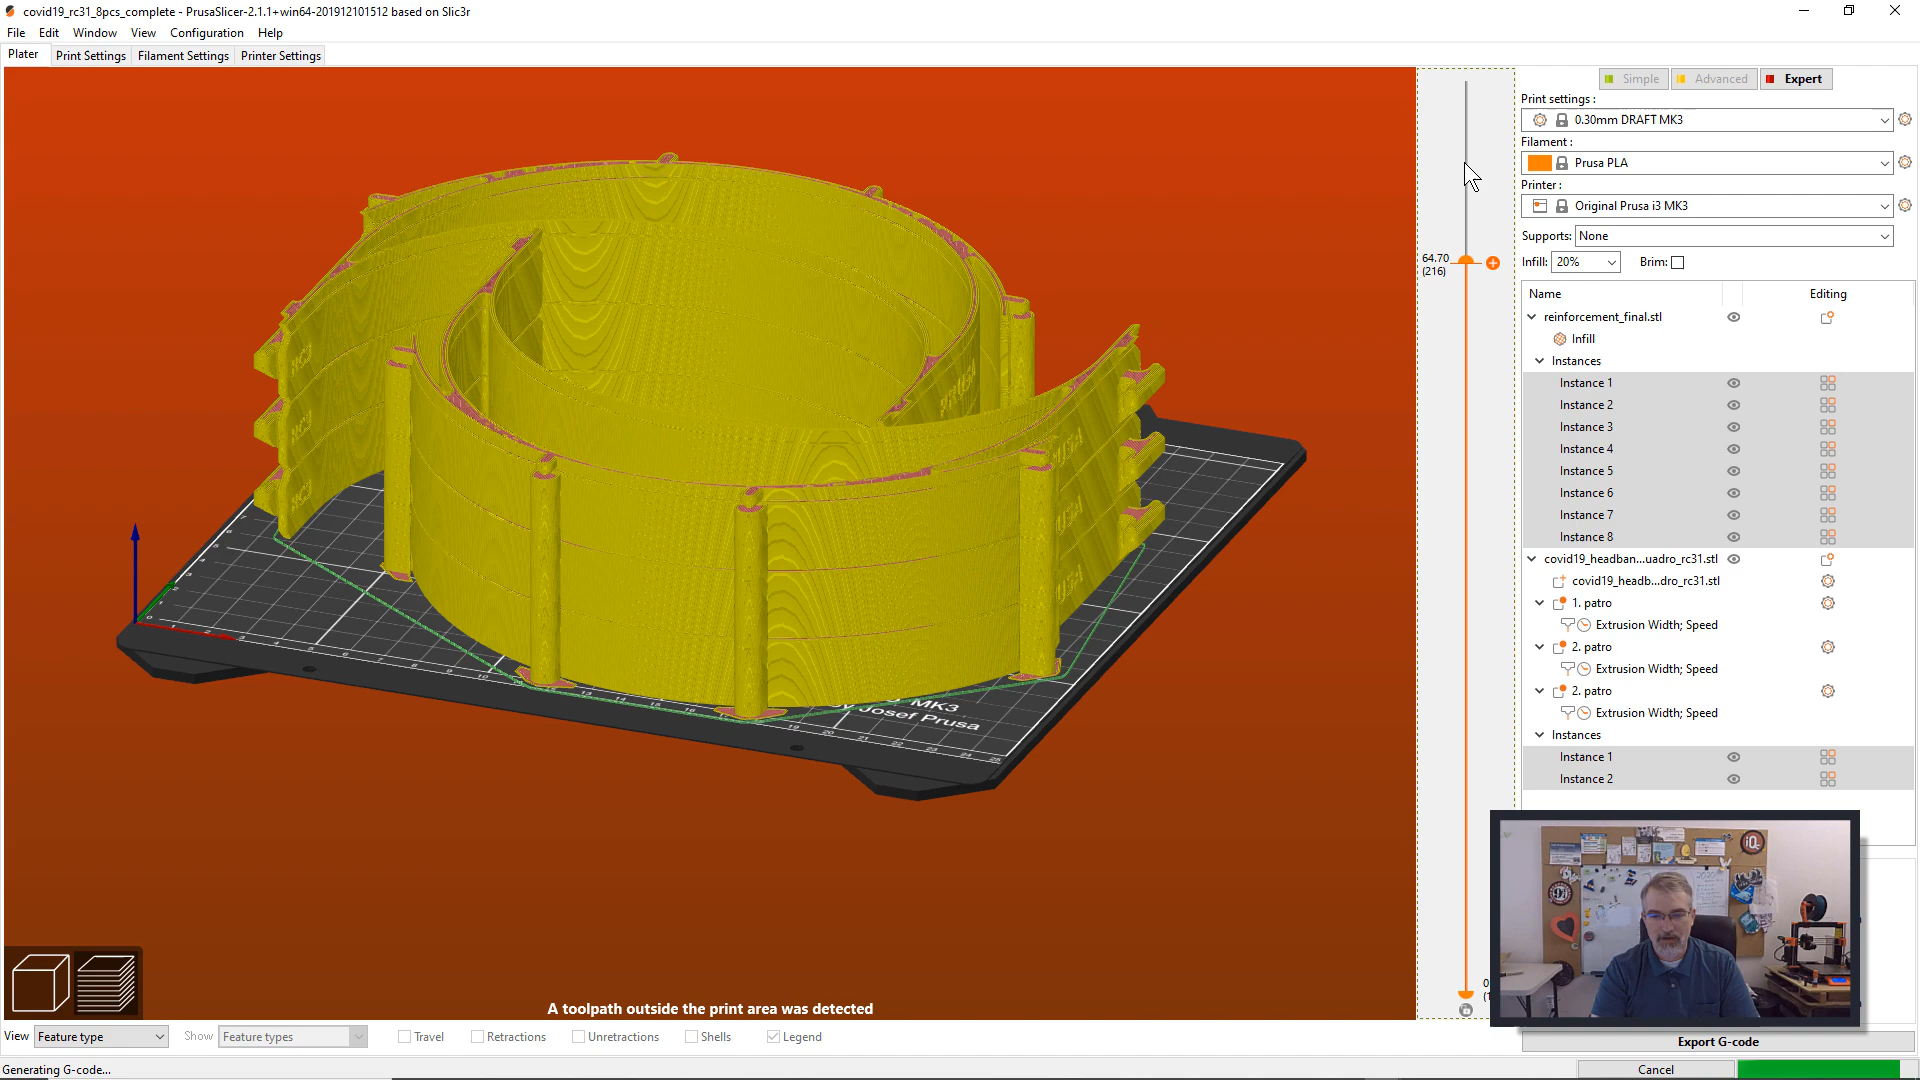 covid19_rc31_8pcs_complete - PrusaSlicer-2.1.1+win64-201912101512 based on Slic3r
File Edit Window View Configuration Help
Plater Print Settings Filament Settings Printer Settings
Simple Advanced Expert
Print settings :
0.30mm DRAFT MK3
Filament :
Prusa PLA
Printer :
Original Prusa i3 MK3
Supports: None
Infill: 20% Brim:
64.70
(216)
Name Editing
reinforcement_final.stl
Infill
Instances
Instance 1
Instance 2
Instance 3
Instance 4
Instance 5
Instance 6
Instance 7
Instance 8
covid19_headban...uadro_rc31.stl
covid19_headb...dro_rc31.stl
1. patro
Extrusion Width; Speed
2. patro
Extrusion Width; Speed
2. patro
Extrusion Width; Speed
Instances
Instance 1
Instance 2
MK3
by Josef Prusa
A toolpath outside the print area was detected
View Feature type Show Feature types Travel Retractions Unretractions Shells Legend
Export G-code
Generating G-code... Cancel